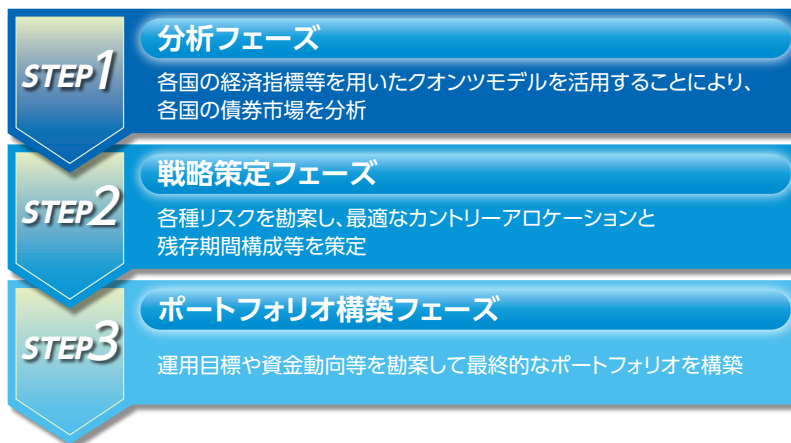 STEP1
分析フェーズ
各国の経済指標等を用いたクオンツモデルを活用することにより、
各国の債券市場を分析
STEP2
戦略策定フェーズ
各種リスクを勘案し、最適なカントリーアロケーションと
残存期間構成等を策定
STEP3
ポートフォリオ構築フェーズ
運用目標や資金動向等を勘案して最終的なポートフォリオを構築